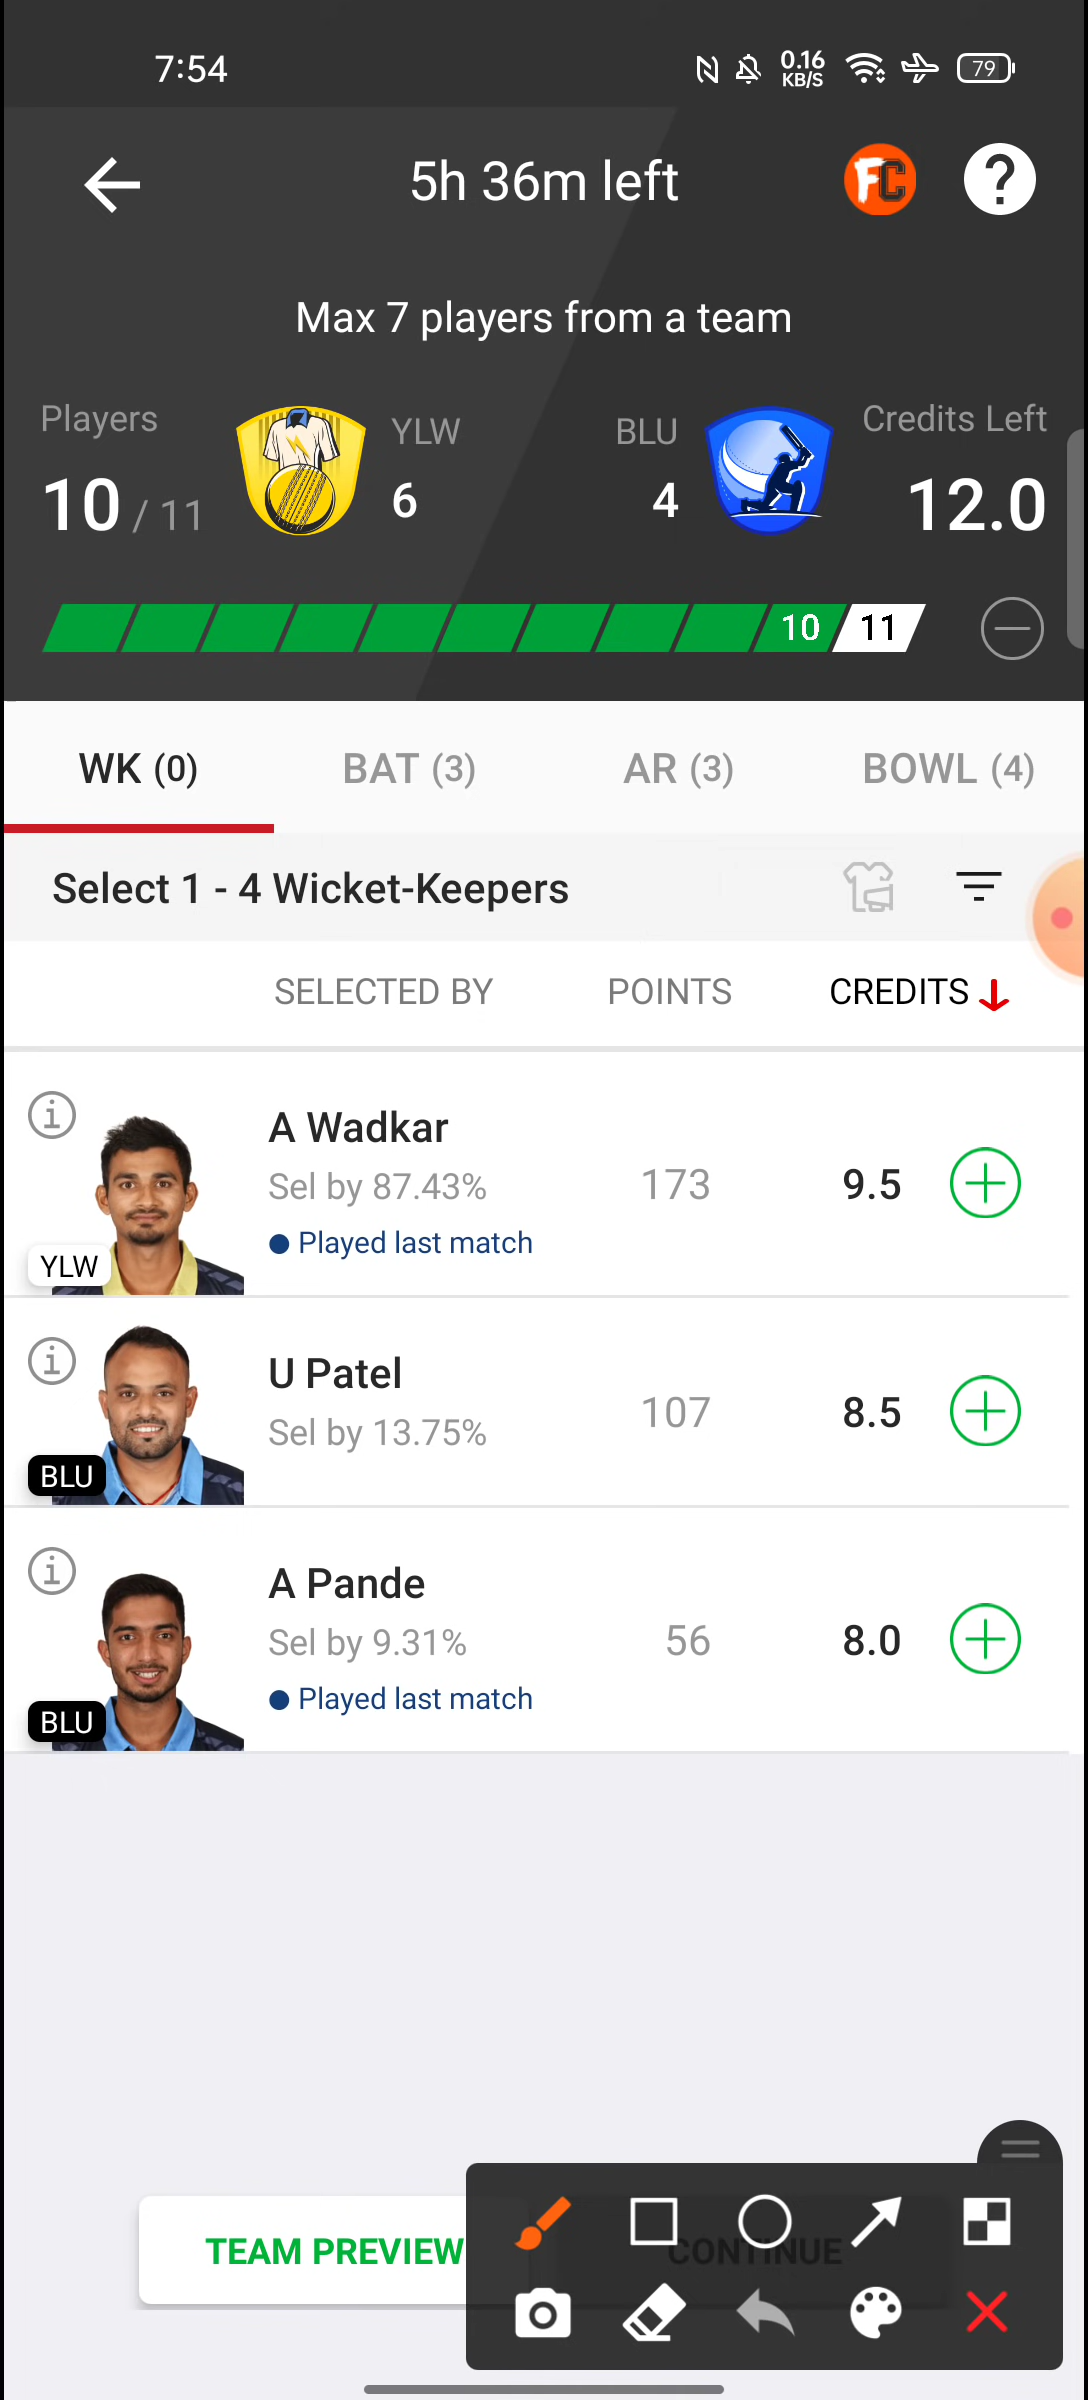 7:54
0.16 KB/S
79
5h 36m left
FC
?
Max 7 players from a team
Players
YLW
BLU
Credits Left
10 / 11
6
4
12.0
10
11
WK (0)
BAT (3)
AR (3)
BOWL (4)
Select 1 - 4 Wicket-Keepers
SELECTED BY
POINTS
CREDITS
A Wadkar
Sel by 87.43%
173
9.5
Played last match
YLW
U Patel
Sel by 13.75%
107
8.5
BLU
A Pande
Sel by 9.31%
56
8.0
Played last match
BLU
TEAM PREVIEW
CONTINUE